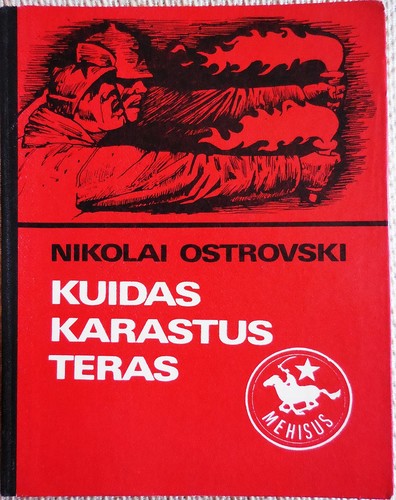 NIKOLAI OSTROVSKI
KUIDAS
KARASTUS
TERAS
MEHISUS